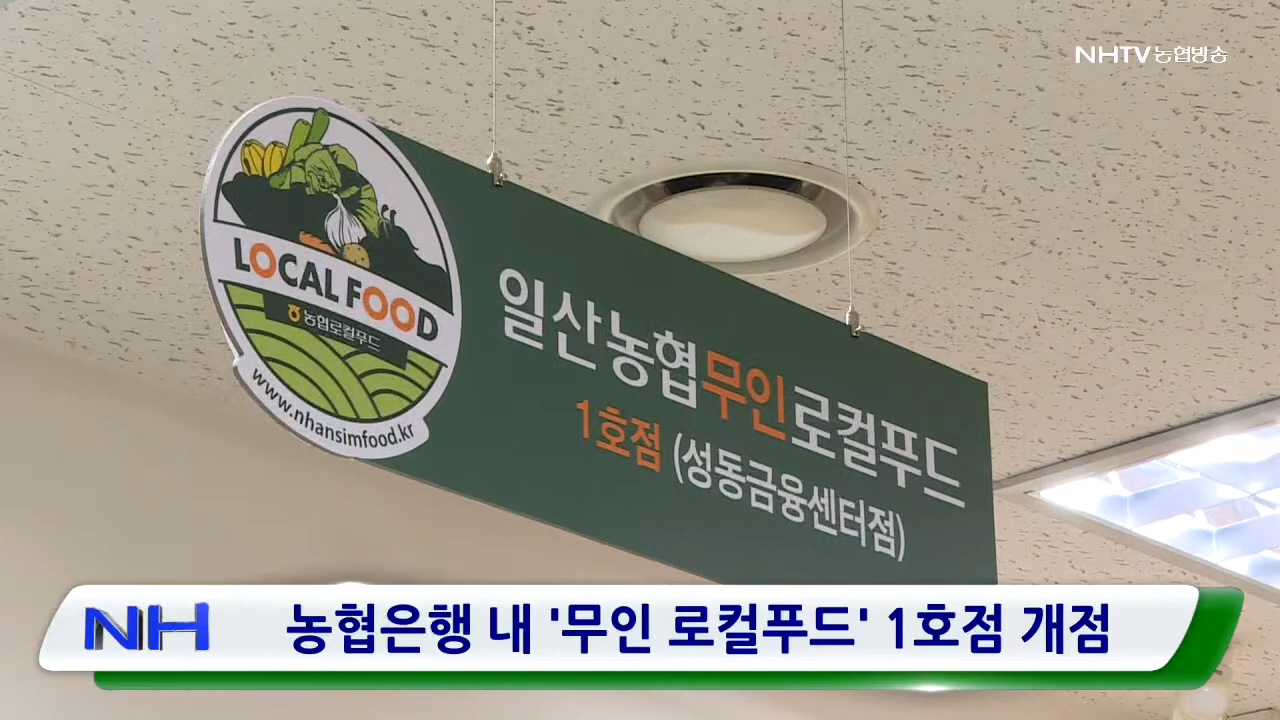 NHTV농협방송
LOCAL FOOD
농협로컬푸드
www.nhansimfood.kr
일산농협무인로컬푸드
1호점 (성동금융센터점)
NH 농협은행 내 '무인 로컬푸드' 1호점 개점